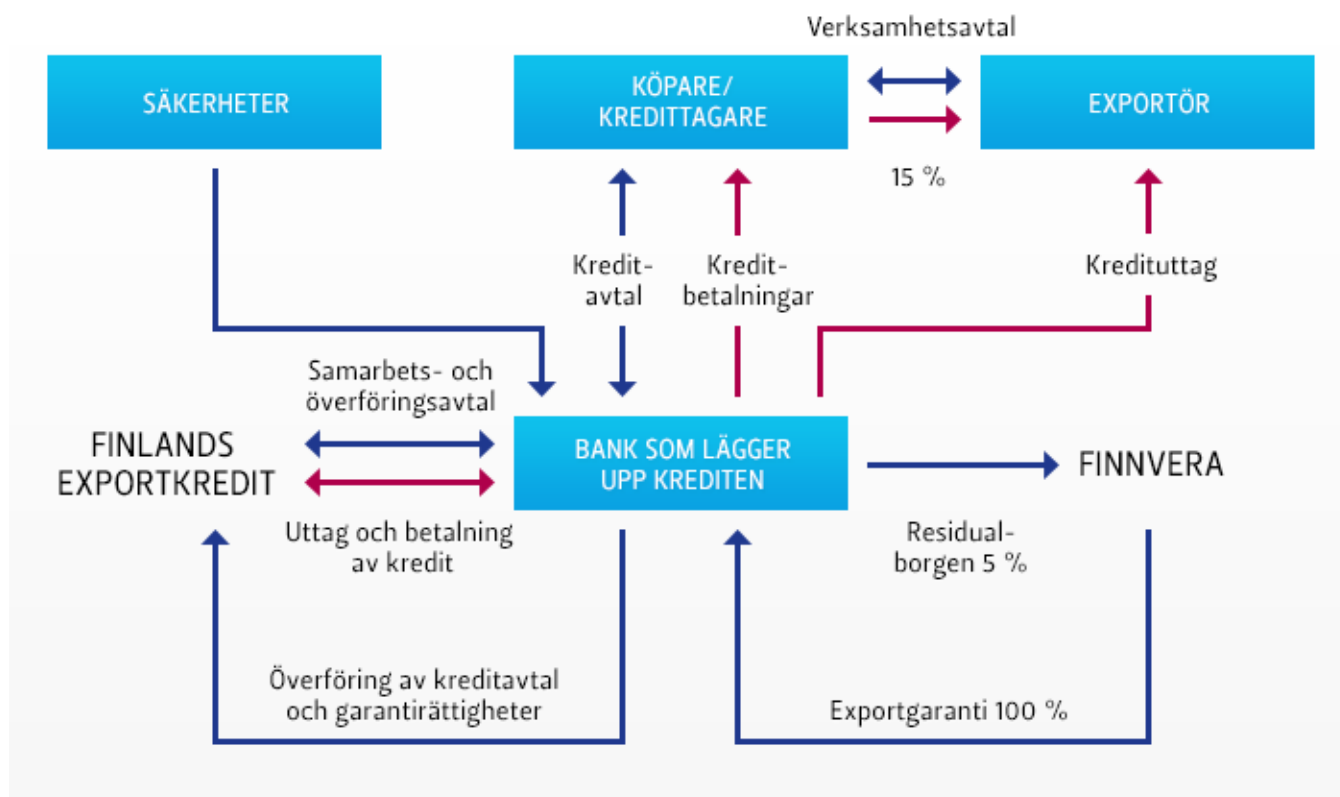 Verksamhetsavtal
SÄKERHETER
KÖPARE/
KREDITTAGARE
EXPORTÖR
15 %
Kredit-
avtal
Kredit-
betalningar
Kredituttag
Samarbets- och
överföringsavtal
FINLANDS
EXPORTKREDIT
BANK SOM LÄGGER
UPP KREDITEN
FINNVERA
Uttag och betalning
av kredit
Residual-
borgen 5 %
Överföring av kreditavtal
och garantirättigheter
Exportgaranti 100 %